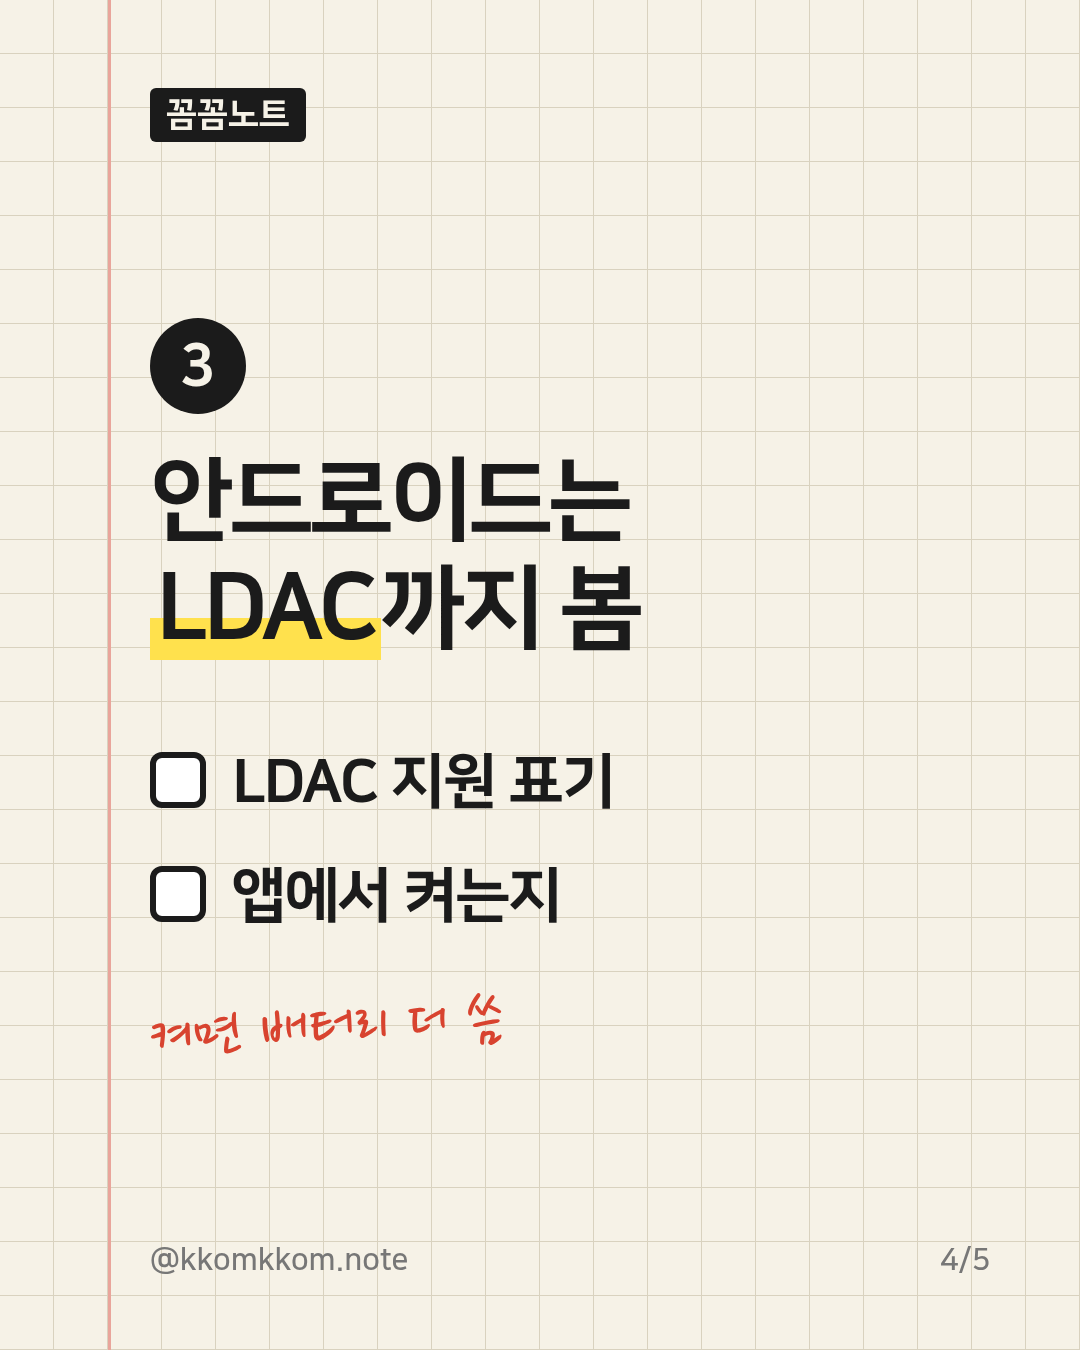 꼼꼼노트
3
안드로이드는
LDAC까지 봄
LDAC 지원 표기
앱에서 켜는지
켜면 배터리 더 씀
@kkomkkom.note
4/5